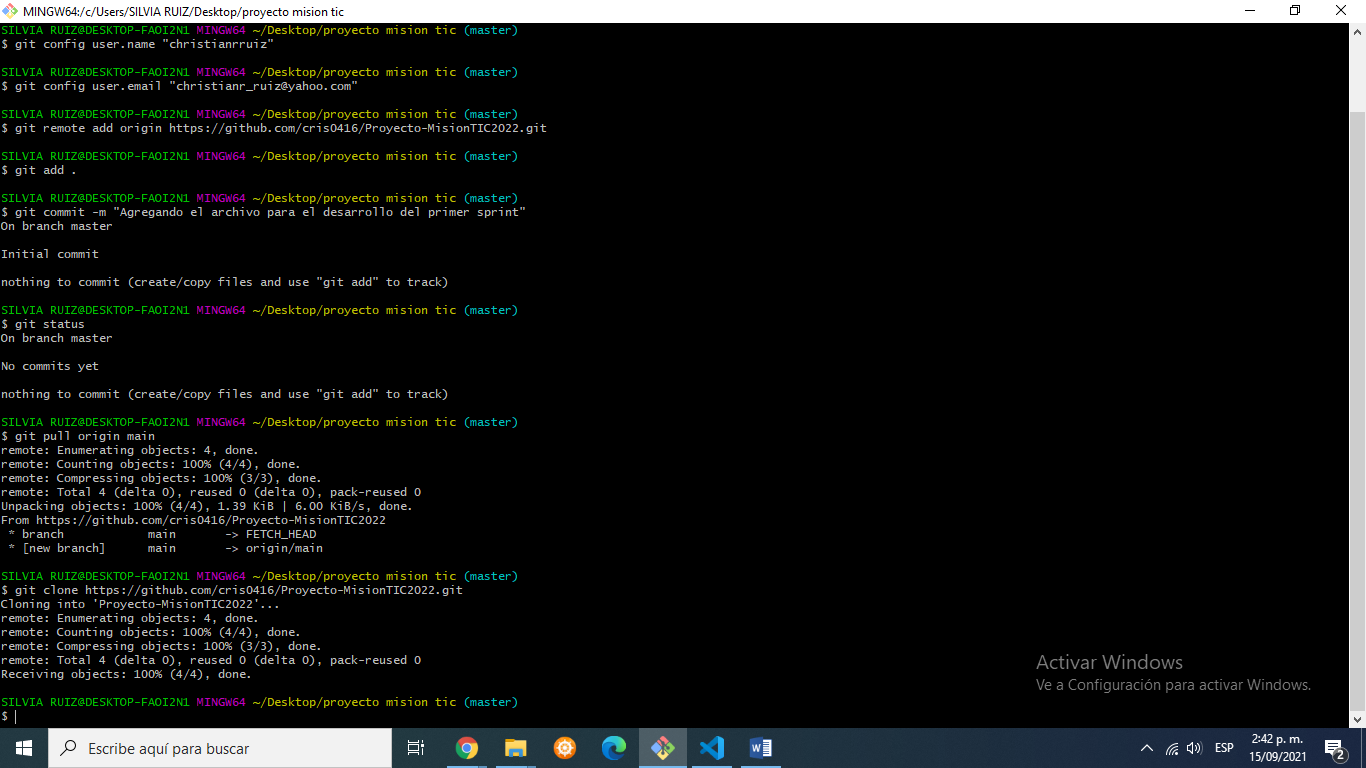 MINGW64:/c/Users/SILVIA RUIZ/Desktop/proyecto mision tic
SILVIA RUIZ@DESKTOP-FAOI2N1 MINGW64 ~/Desktop/proyecto mision tic (master)
$ git config user.name "christianrruiz"
SILVIA RUIZ@DESKTOP-FAOI2N1 MINGW64 ~/Desktop/proyecto mision tic (master)
$ git config user.email "christianr_ruiz@yahoo.com"
SILVIA RUIZ@DESKTOP-FAOI2N1 MINGW64 ~/Desktop/proyecto mision tic (master)
$ git remote add origin https://github.com/cris0416/Proyecto-MisionTIC2022.git
SILVIA RUIZ@DESKTOP-FAOI2N1 MINGW64 ~/Desktop/proyecto mision tic (master)
$ git add .
SILVIA RUIZ@DESKTOP-FAOI2N1 MINGW64 ~/Desktop/proyecto mision tic (master)
$ git commit -m "Agregando el archivo para el desarrollo del primer sprint"
On branch master
Initial commit
nothing to commit (create/copy files and use "git add" to track)
SILVIA RUIZ@DESKTOP-FAOI2N1 MINGW64 ~/Desktop/proyecto mision tic (master)
$ git status
On branch master
No commits yet
nothing to commit (create/copy files and use "git add" to track)
SILVIA RUIZ@DESKTOP-FAOI2N1 MINGW64 ~/Desktop/proyecto mision tic (master)
$ git pull origin main
remote: Enumerating objects: 4, done.
remote: Counting objects: 100% (4/4), done.
remote: Compressing objects: 100% (3/3), done.
remote: Total 4 (delta 0), reused 0 (delta 0), pack-reused 0
Unpacking objects: 100% (4/4), 1.39 KiB | 6.00 KiB/s, done.
From https://github.com/cris0416/Proyecto-MisionTIC2022
 * branch            main       -> FETCH_HEAD
 * [new branch]      main       -> origin/main
SILVIA RUIZ@DESKTOP-FAOI2N1 MINGW64 ~/Desktop/proyecto mision tic (master)
$ git clone https://github.com/cris0416/Proyecto-MisionTIC2022.git
Cloning into 'Proyecto-MisionTIC2022'...
remote: Enumerating objects: 4, done.
remote: Counting objects: 100% (4/4), done.
remote: Compressing objects: 100% (3/3), done.
remote: Total 4 (delta 0), reused 0 (delta 0), pack-reused 0
Receiving objects: 100% (4/4), done.
SILVIA RUIZ@DESKTOP-FAOI2N1 MINGW64 ~/Desktop/proyecto mision tic (master)
$
Activar Windows
Ve a Configuración para activar Windows.
Escribe aquí para buscar
ESP
2:42 p. m.
15/09/2021
2